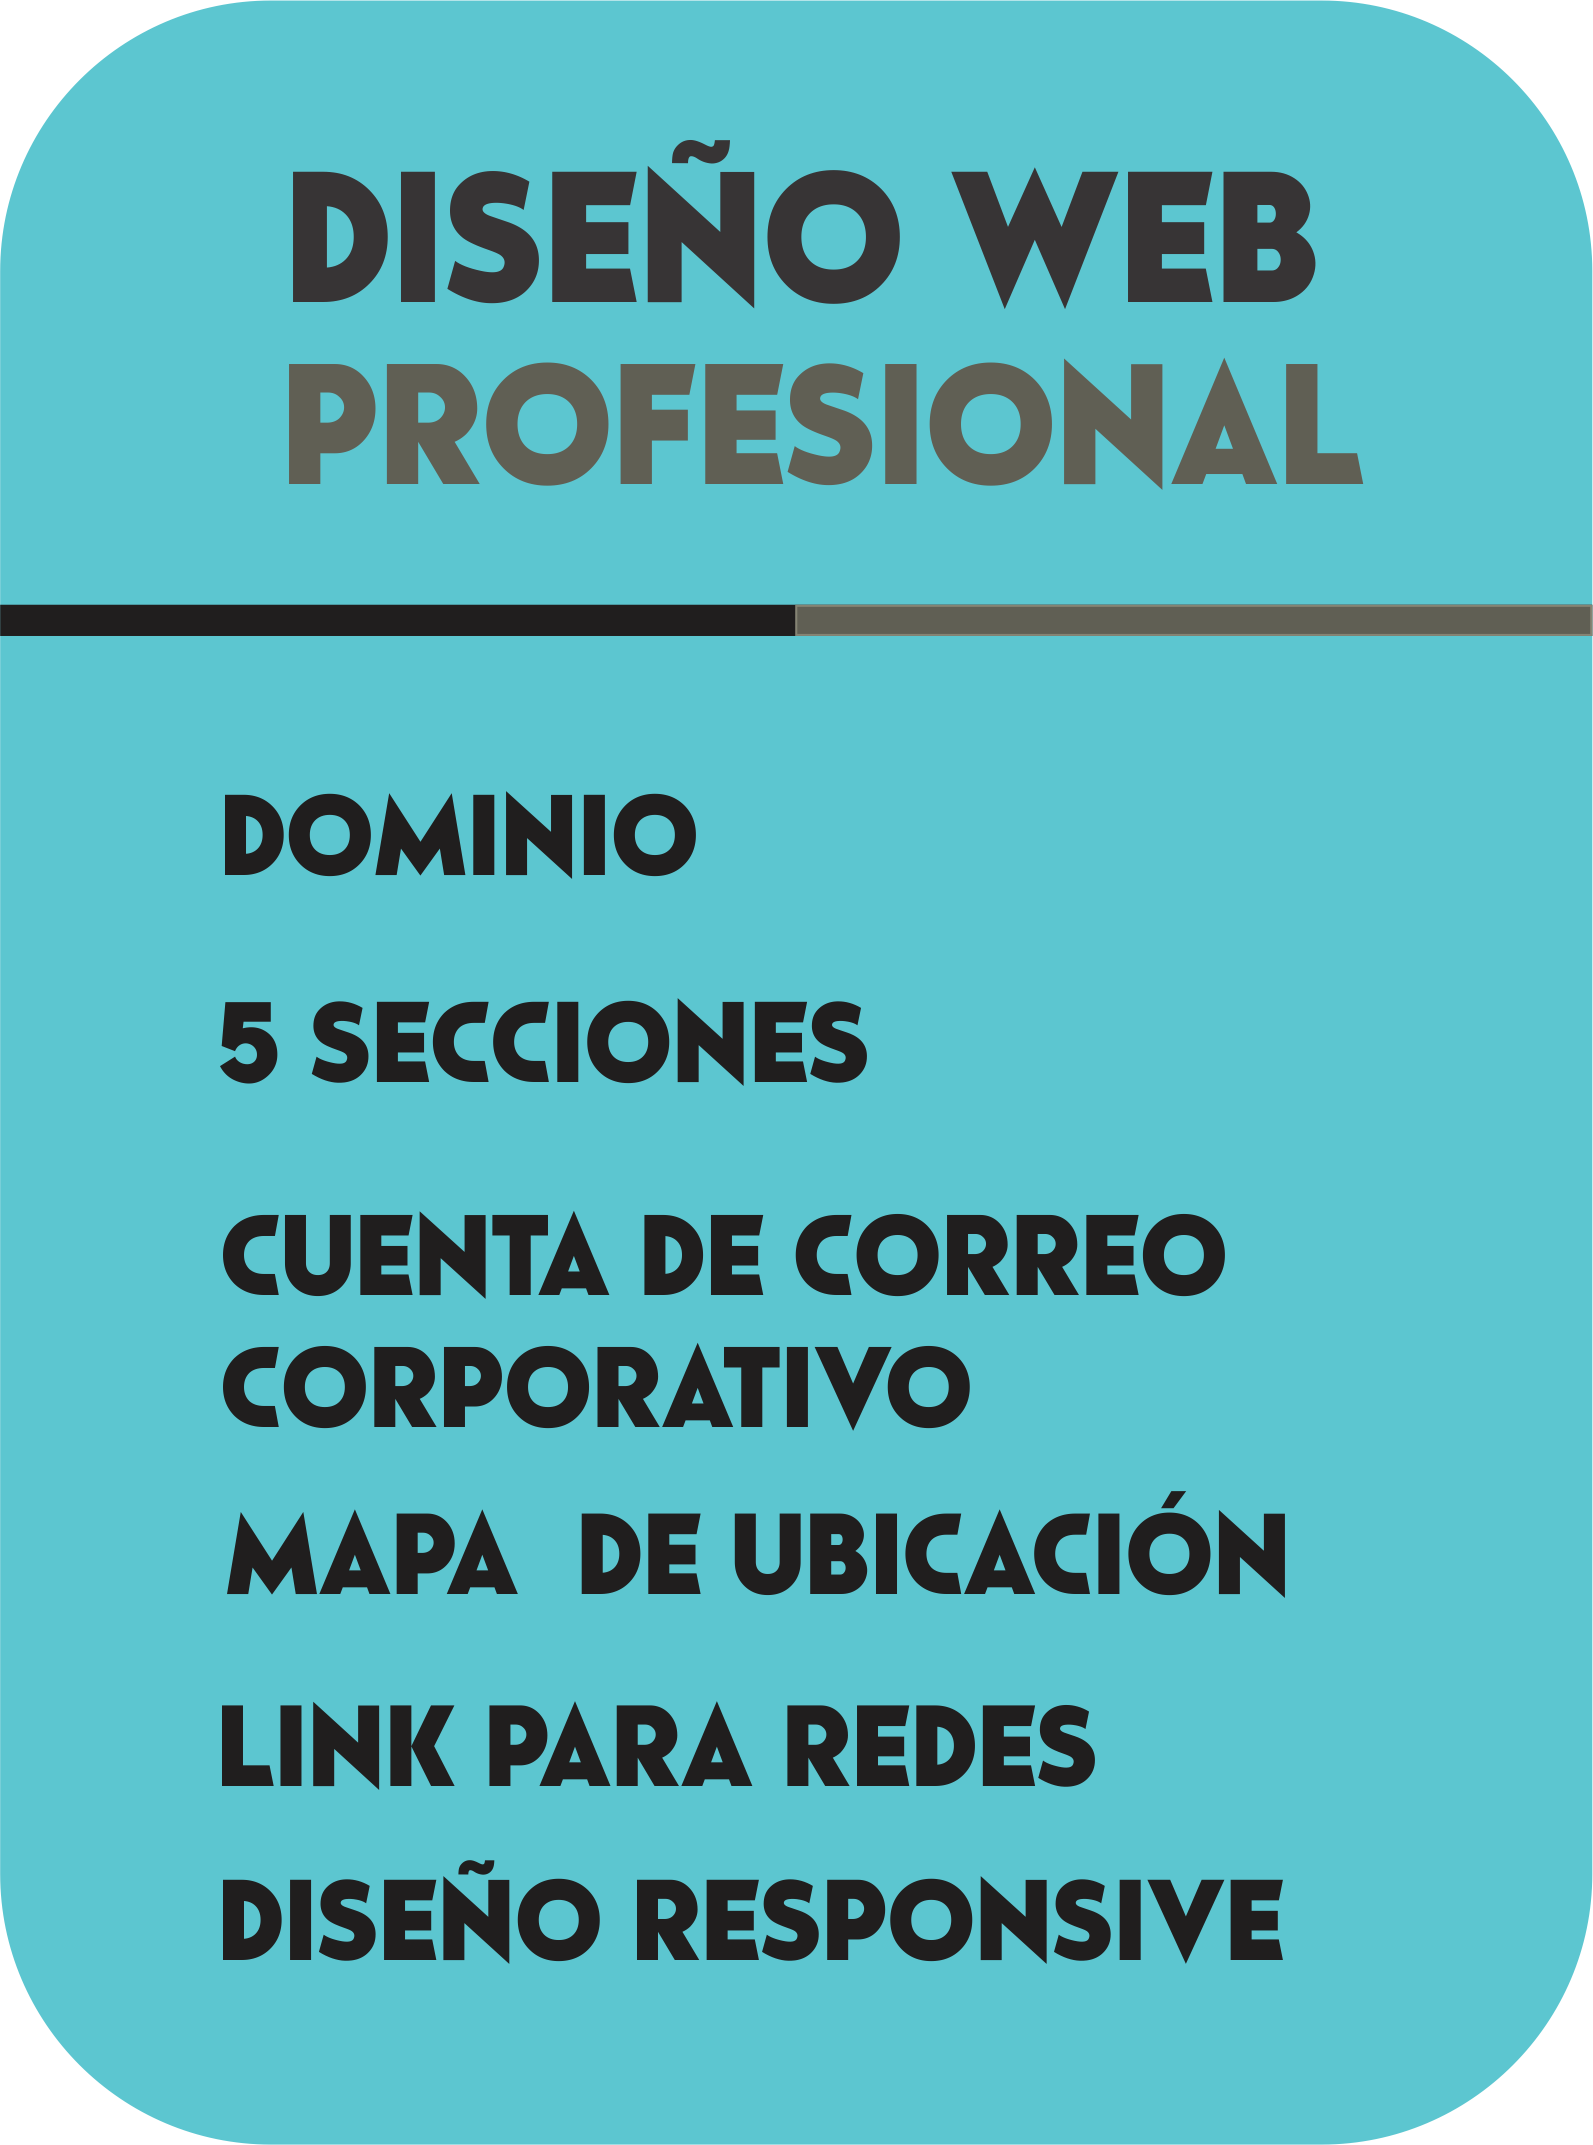 DISEÑO WEB
PROFESIONAL
DOMINIO
5 SECCIONES
CUENTA DE CORREO
CORPORATIVO
MAPA DE UBICACIÓN
LINK PARA REDES
DISEÑO RESPONSIVE